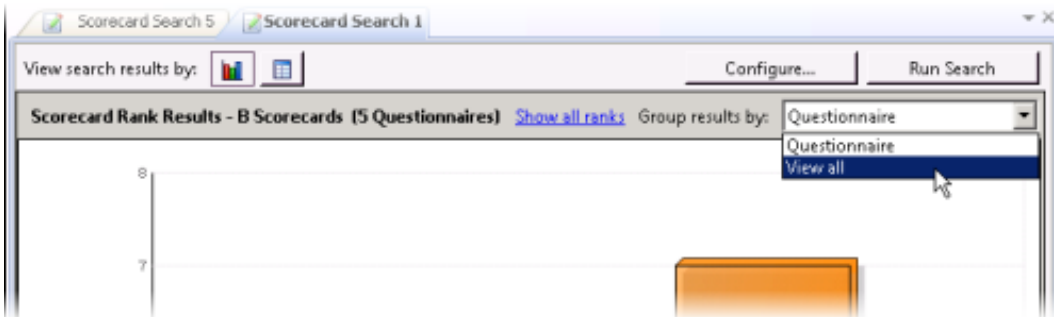 Scorecard Search 5 Scorecard Search 1
View search results by: Configure... Run Search
Scorecard Rank Results - B Scorecards (5 Questionnaires) Show all ranks Group results by: Questionnaire
Questionnaire
View all
8
7